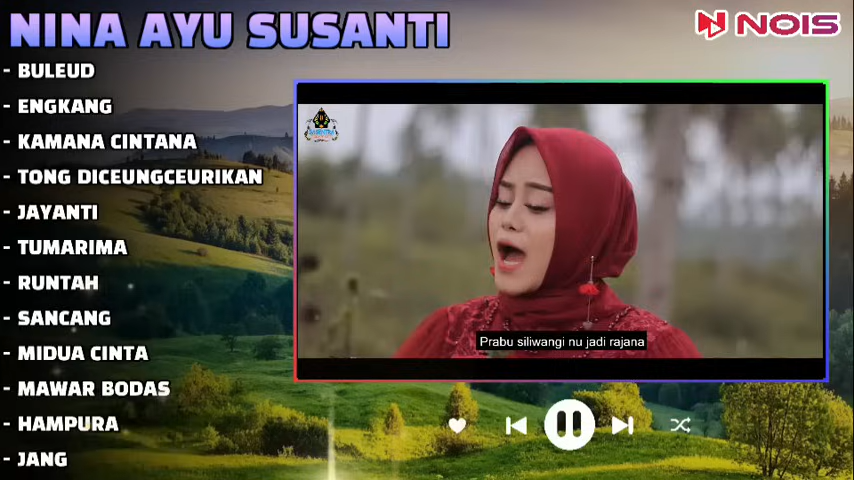 NINA AYU SUSANTI
NOIS
- BULEUD
- ENGKANG
- KAMANA CINTANA
- TONG DICEUNGCEURIKAN
- JAYANTI
- TUMARIMA
- RUNTAH
- SANCANG
- MIDUA CINTA
- MAWAR BODAS
- HAMPURA
- JANG
Prabu siliwangi nu jadi rajana